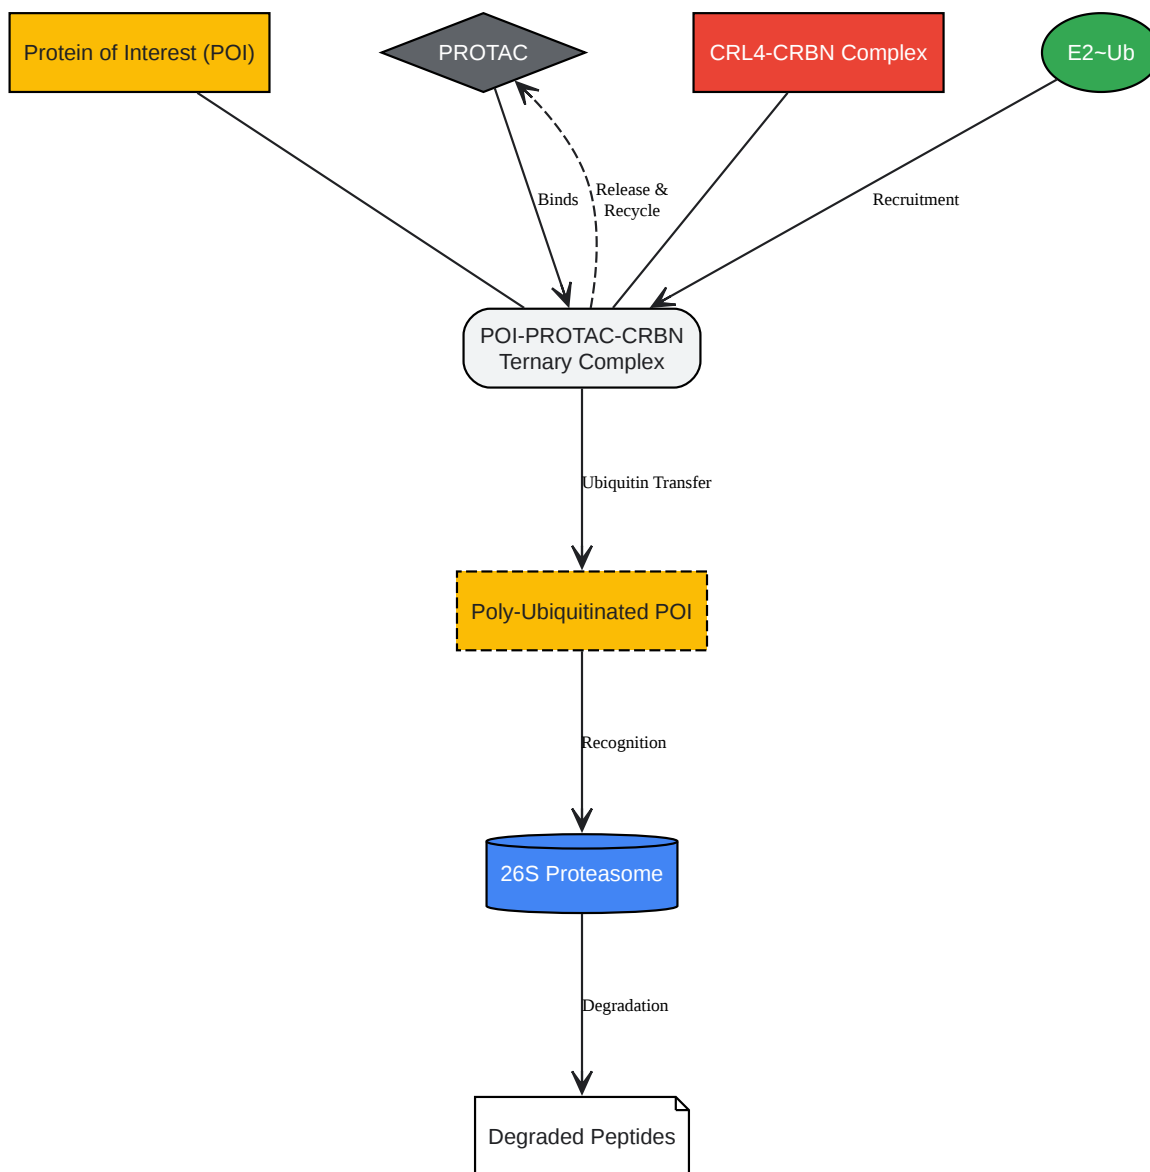 Protein of Interest (POI)
PROTAC
CRL4-CRBN Complex
E2~Ub
Binds
Release &
Recycle
Recruitment
POI-PROTAC-CRBN
Ternary Complex
Ubiquitin Transfer
Poly-Ubiquitinated POI
Recognition
26S Proteasome
Degradation
Degraded Peptides